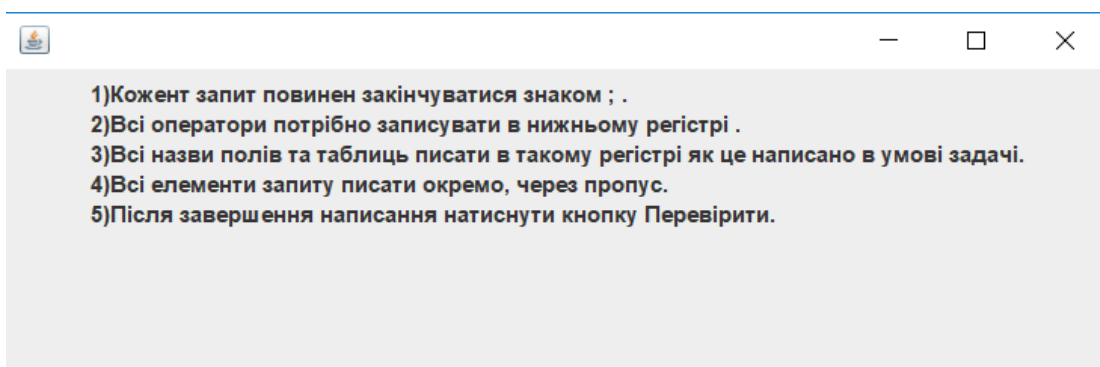 1)Кожент запит повинен закінчуватися знаком ; .
2)Всі оператори потрібно записувати в нижньому регістрі .
3)Всі назви полів та таблиць писати в такому регістрі як це написано в умові задачі.
4)Всі елементи запиту писати окремо, через пропус.
5)Після завершення написання натиснути кнопку Перевірити.